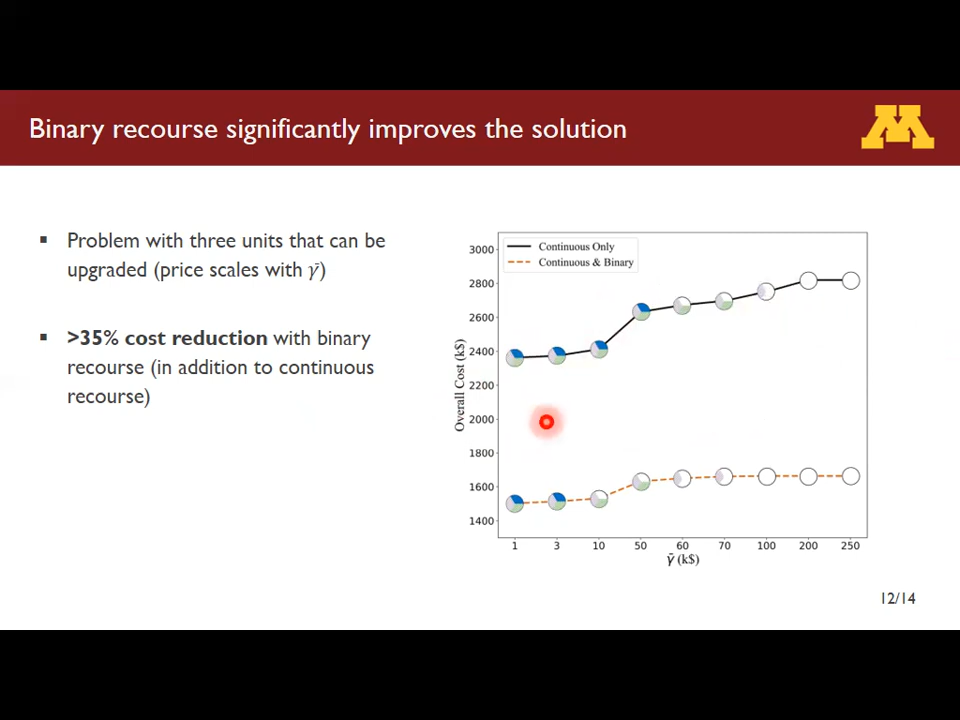 Binary recourse significantly improves the solution
M
▪ Problem with three units that can be
upgraded (price scales with γ̄)
▪ >35% cost reduction with binary
recourse (in addition to continuous
recourse)
Continuous Only
Continuous & Binary
3000
2800
2600
2400
2200
2000
1800
1600
1400
Overall Cost (k$)
1 3 10 50 60 70 100 200 250
γ̄ (k$)
12/14